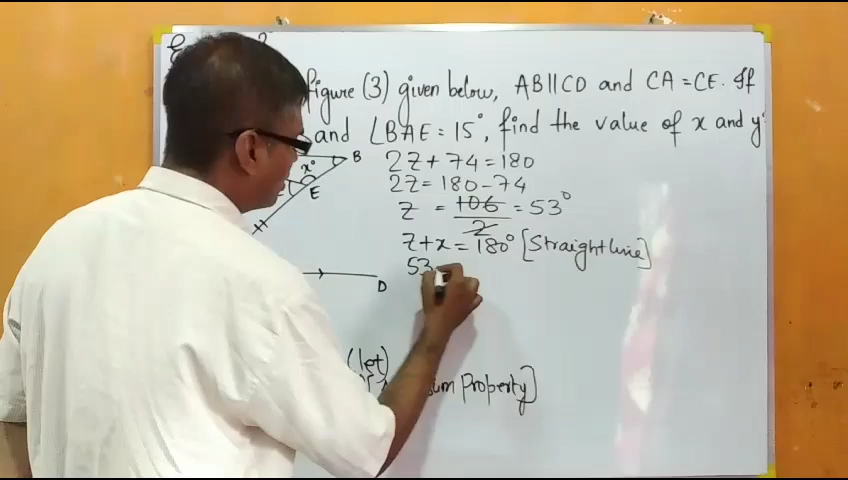 figure (3) given below, AB||CD and CA = CE. If
and ∠BAE = 15°, find the value of x and y°
x° B
E
D
2z + 74 = 180
2z = 180 - 74
z = 106/2 = 53°
z + x = 180° [Straight line]
53
(let)
sum Property]